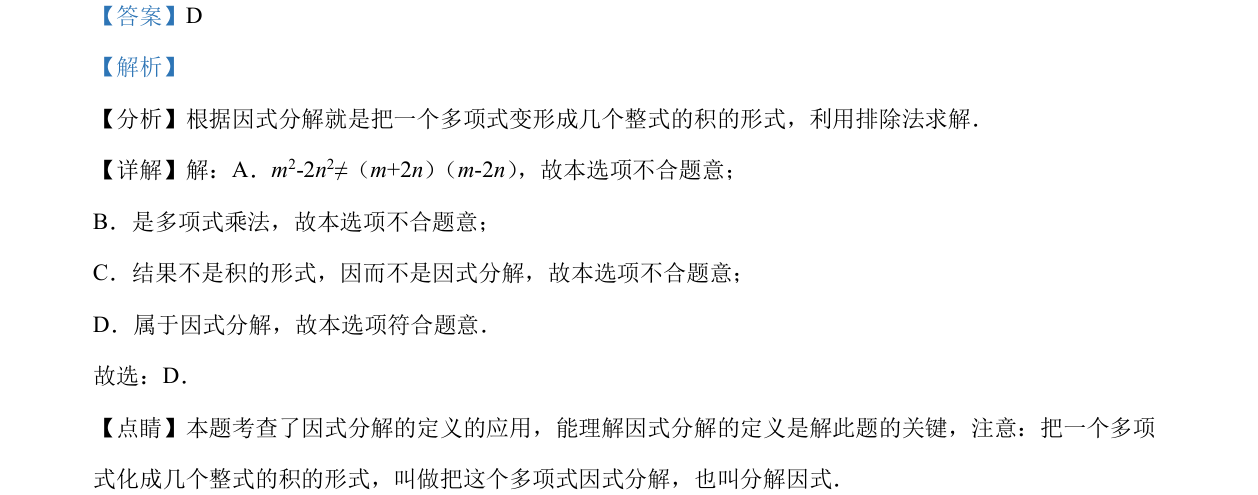 【答案】D
【解析】
【分析】根据因式分解就是把一个多项式变形成几个整式的积的形式，利用排除法求解．
【详解】解：A．m²-2n²≠（m+2n）（m-2n），故本选项不合题意；
B．是多项式乘法，故本选项不合题意；
C．结果不是积的形式，因而不是因式分解，故本选项不合题意；
D．属于因式分解，故本选项符合题意．
故选：D．
【点睛】本题考查了因式分解的定义的应用，能理解因式分解的定义是解此题的关键，注意：把一个多项
式化成几个整式的积的形式，叫做把这个多项式因式分解，也叫分解因式．